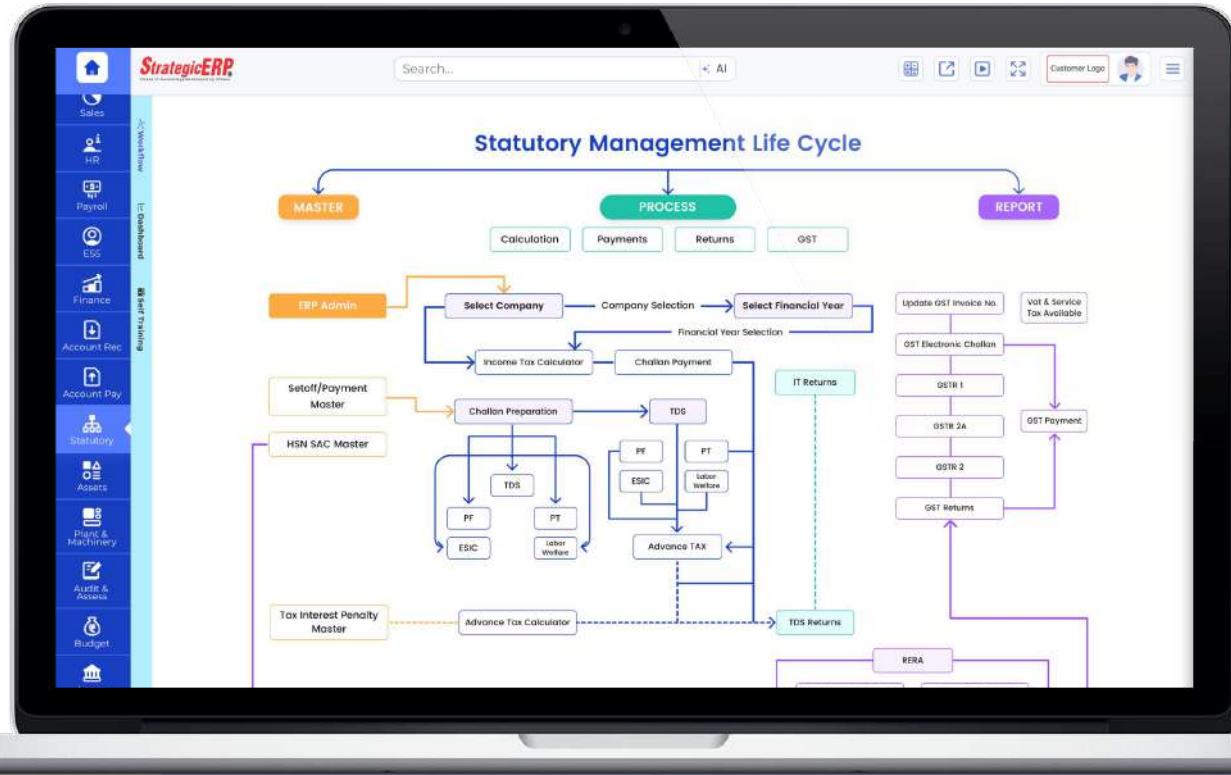 StrategicERP
Search...
AI
Customer Logo
Sales
HR
Payroll
ESS
Finance
Account Rec
Account Pay
Statutory
Assets
Plant &
Machinery
Audit &
Assess
Budget
Workflow
Dashboard
Self Training
Statutory Management Life Cycle
MASTER
PROCESS
REPORT
Calculation
Payments
Returns
GST
ERP Admin
Select Company
Company Selection
Select Financial Year
Financial Year Selection
Income Tax Calculator
Challan Payment
Setoff/Payment
Master
Challan Preparation
TDS
HSN SAC Master
TDS
PF
PT
ESIC
Labor
Welfare
PF
PT
ESIC
Labor
Welfare
Advance TAX
IT Returns
Tax Interest Penalty
Master
Advance Tax Calculator
TDS Returns
Update GST Invoice No.
Vat & Service
Tax Available
GST Electronic Challan
GSTR 1
GSTR 2A
GST Payment
GSTR 2
GST Returns
RERA